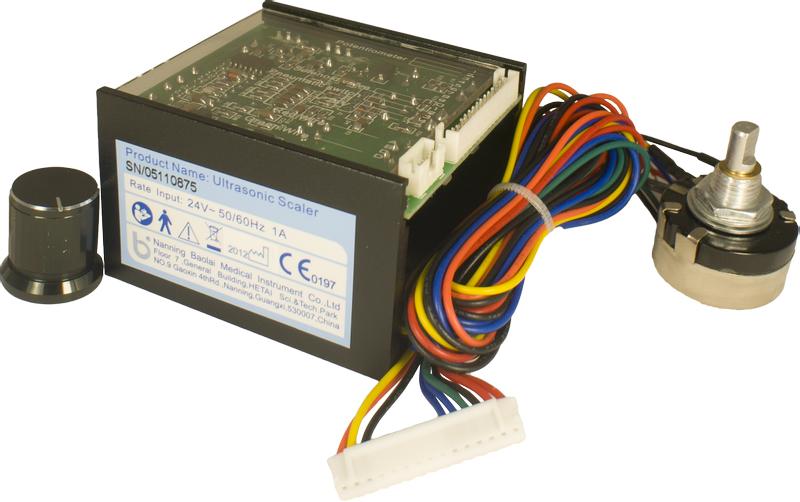 Potentiometer
Product Name: Ultrasonic Scaler
SN/05110875
Rate Input: 24V~ 50/60Hz 1A
2012
CE 0197
Nanning Baolai Medical Instrument Co.,Ltd
Floor 7 ,General Building,HETAI Sci.&Tech.Park
NO.9 Gaoxin 4thRd.,Nanning,Guangxi,530007,China